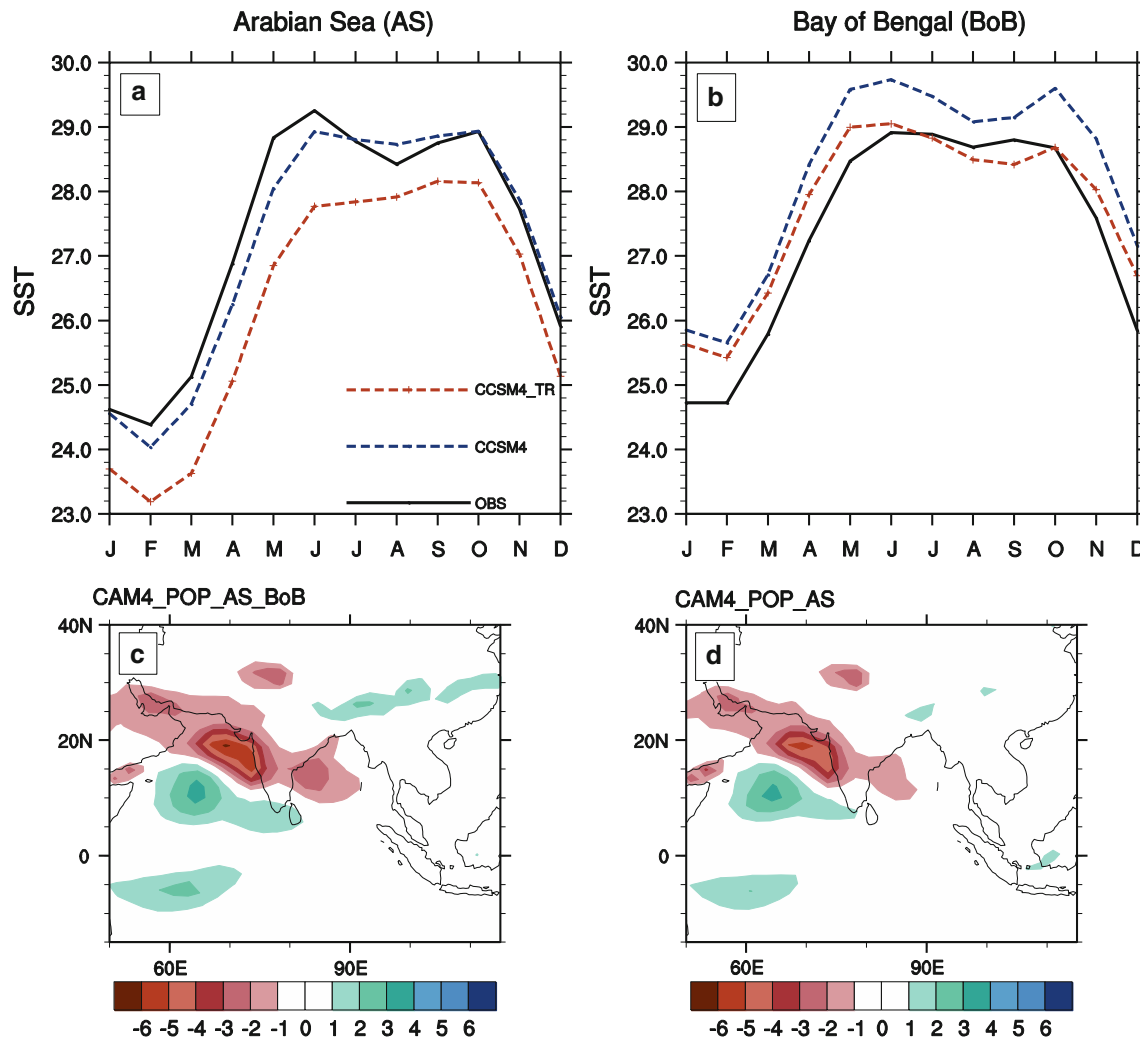 Arabian Sea (AS)
Bay of Bengal (BoB)
a
SST
30.0
29.0
28.0
27.0
26.0
25.0
24.0
23.0
CCSM4_TR
CCSM4
OBS
J F M A M J J A S O N D
b
SST
30.0
29.0
28.0
27.0
26.0
25.0
24.0
23.0
J F M A M J J A S O N D
CAM4_POP_AS_BoB
c
40N
20N
0
60E 90E
-6 -5 -4 -3 -2 -1 0 1 2 3 4 5 6
CAM4_POP_AS
d
40N
20N
0
60E 90E
-6 -5 -4 -3 -2 -1 0 1 2 3 4 5 6